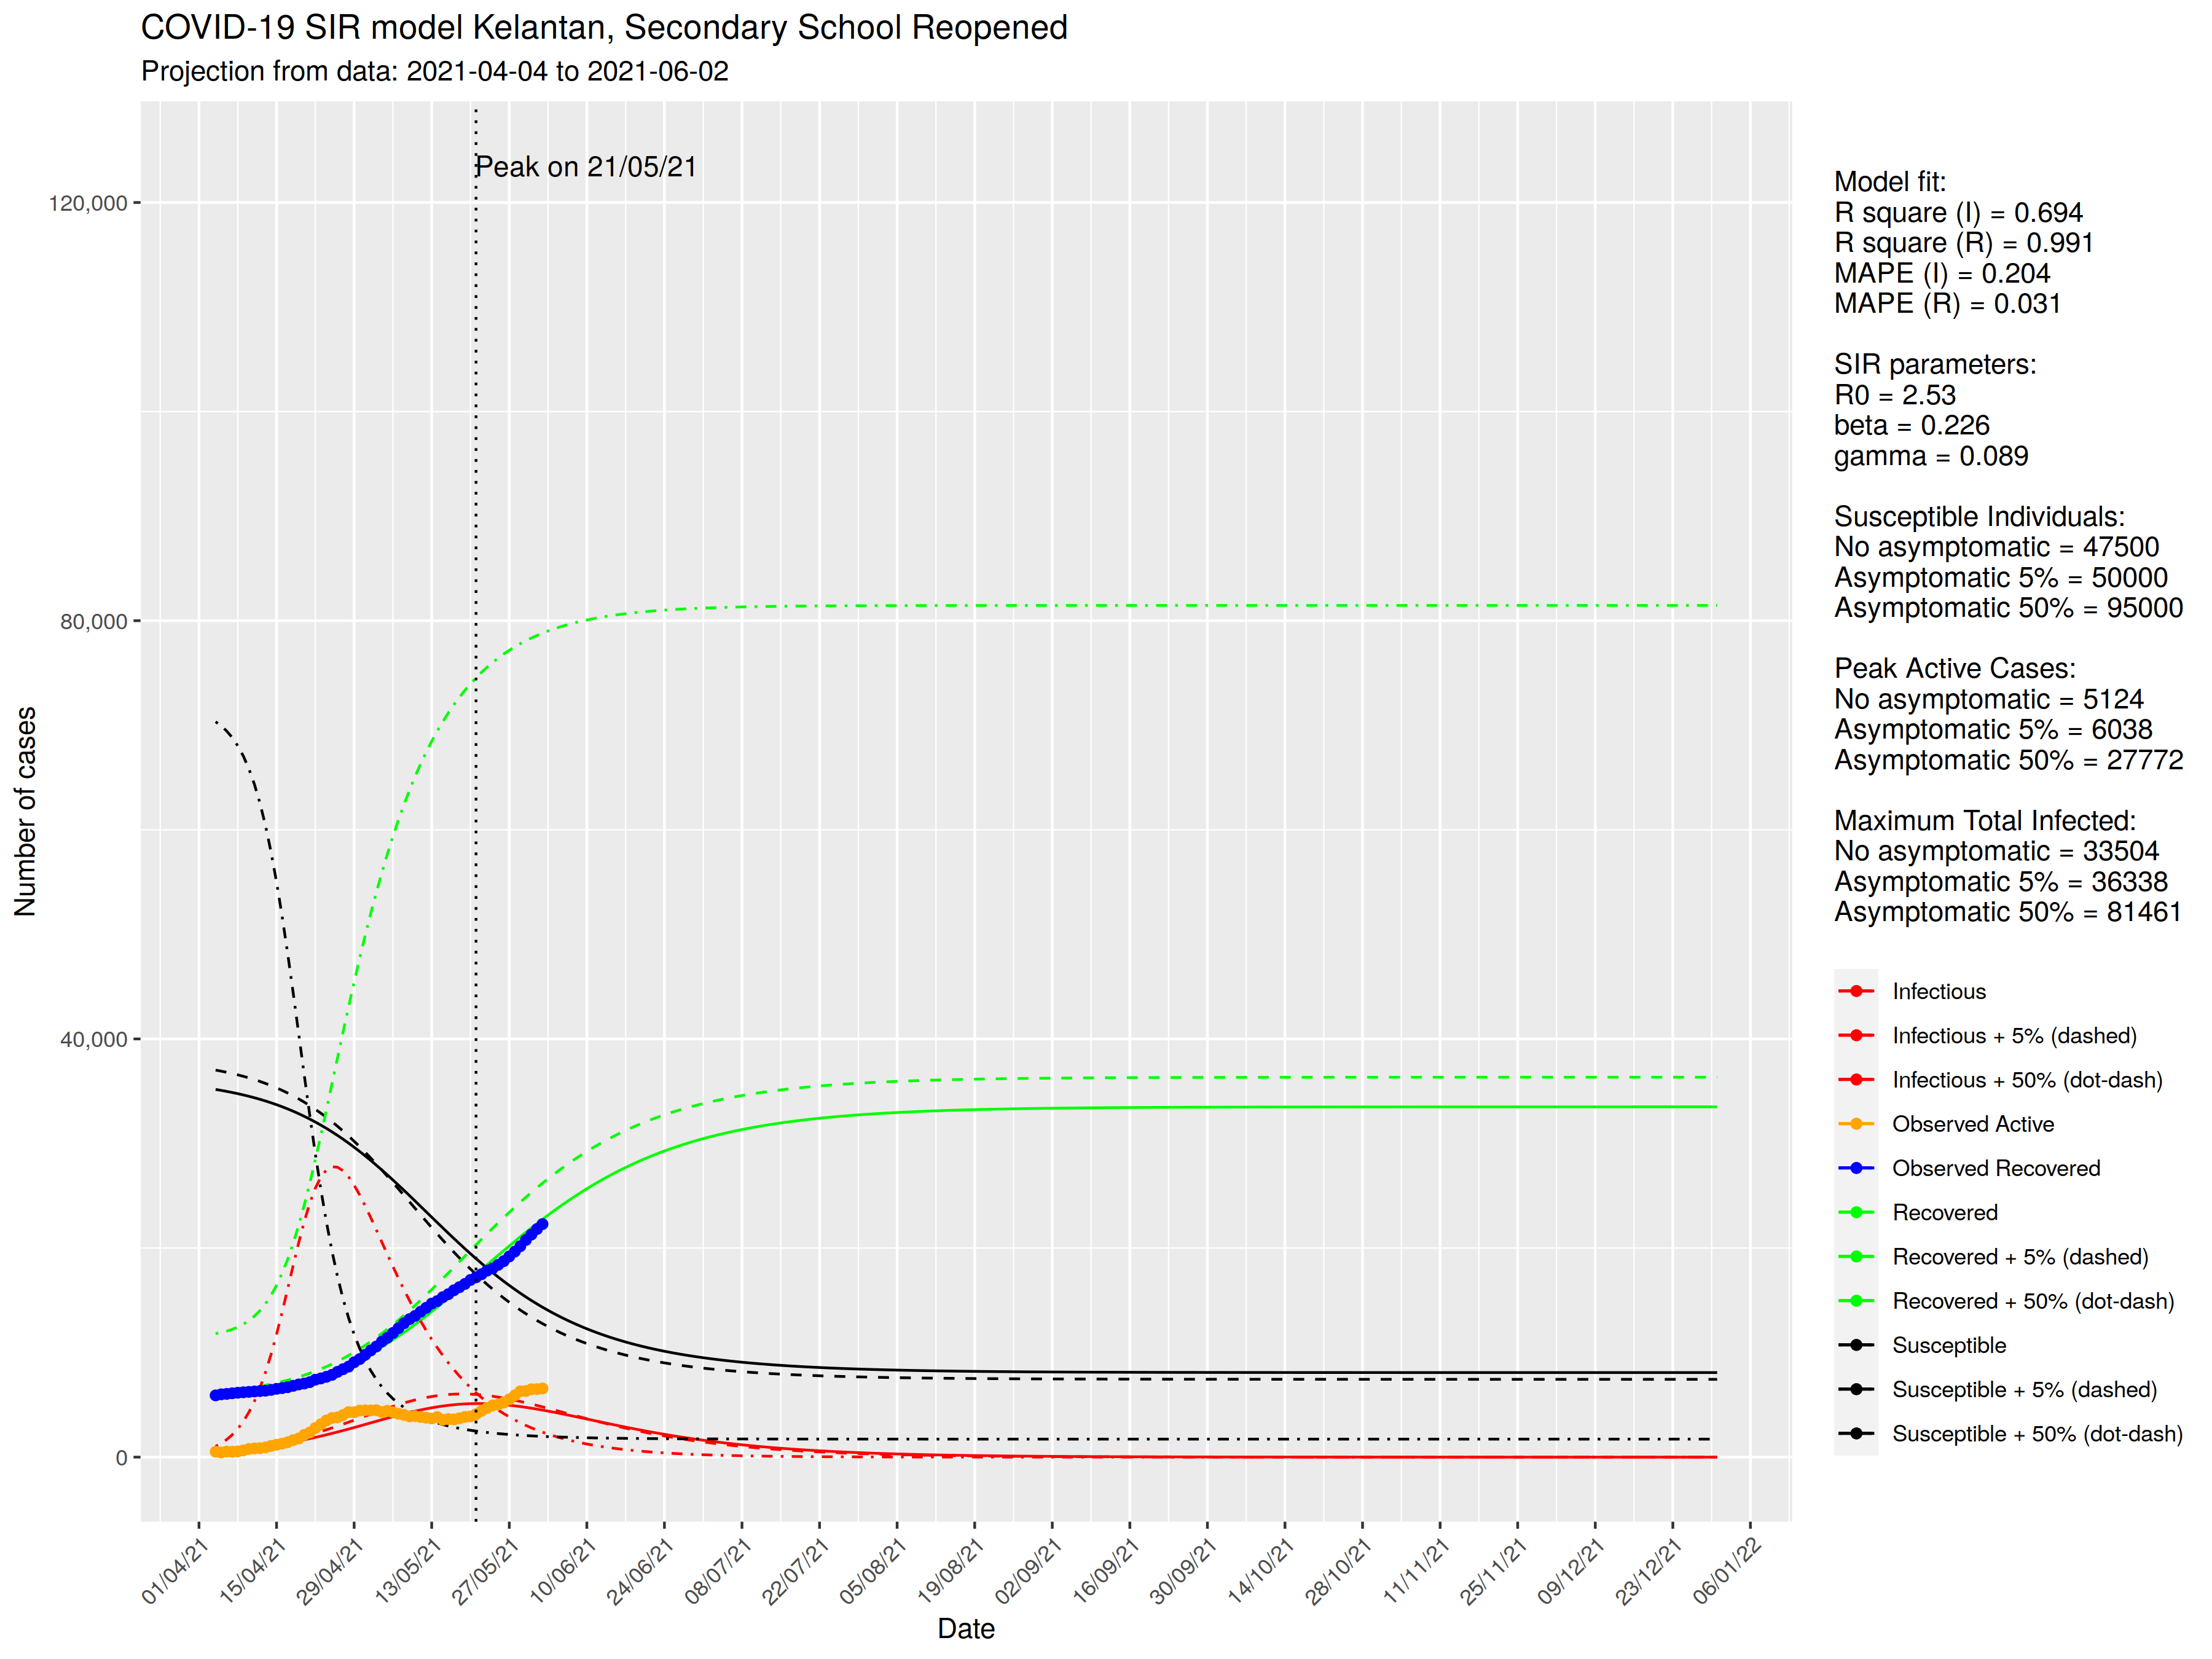 COVID-19 SIR model Kelantan, Secondary School Reopened
Projection from data: 2021-04-04 to 2021-06-02
Peak on 21/05/21
120,000
80,000
40,000
0
Number of cases
01/04/21
15/04/21
29/04/21
13/05/21
27/05/21
10/06/21
24/06/21
08/07/21
22/07/21
05/08/21
19/08/21
02/09/21
16/09/21
30/09/21
14/10/21
28/10/21
11/11/21
25/11/21
09/12/21
23/12/21
06/01/22
Date
Model fit:
R square (I) = 0.694
R square (R) = 0.991
MAPE (I) = 0.204
MAPE (R) = 0.031
SIR parameters:
R0 = 2.53
beta = 0.226
gamma = 0.089
Susceptible Individuals:
No asymptomatic = 47500
Asymptomatic 5% = 50000
Asymptomatic 50% = 95000
Peak Active Cases:
No asymptomatic = 5124
Asymptomatic 5% = 6038
Asymptomatic 50% = 27772
Maximum Total Infected:
No asymptomatic = 33504
Asymptomatic 5% = 36338
Asymptomatic 50% = 81461
Infectious
Infectious + 5% (dashed)
Infectious + 50% (dot-dash)
Observed Active
Observed Recovered
Recovered
Recovered + 5% (dashed)
Recovered + 50% (dot-dash)
Susceptible
Susceptible + 5% (dashed)
Susceptible + 50% (dot-dash)